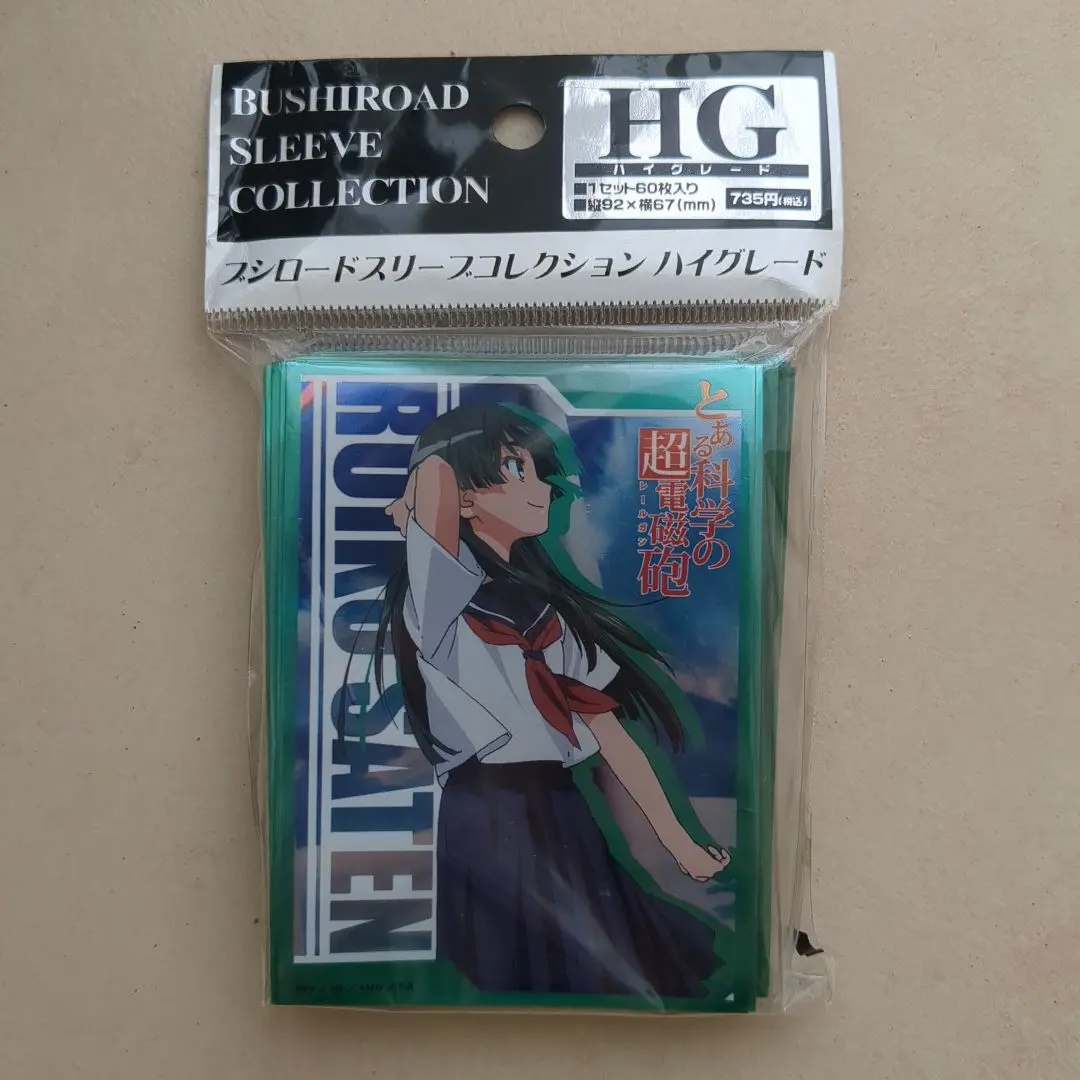 BUSHIROAD
SLEEVE
COLLECTION
HG
ハイグレード
■1セット60枚入り
■縦92×横67(mm)
735円(税込)
ブシロードスリーブコレクション ハイグレード
RUIKO SATEN
とある科学の
超電磁砲
レールガン